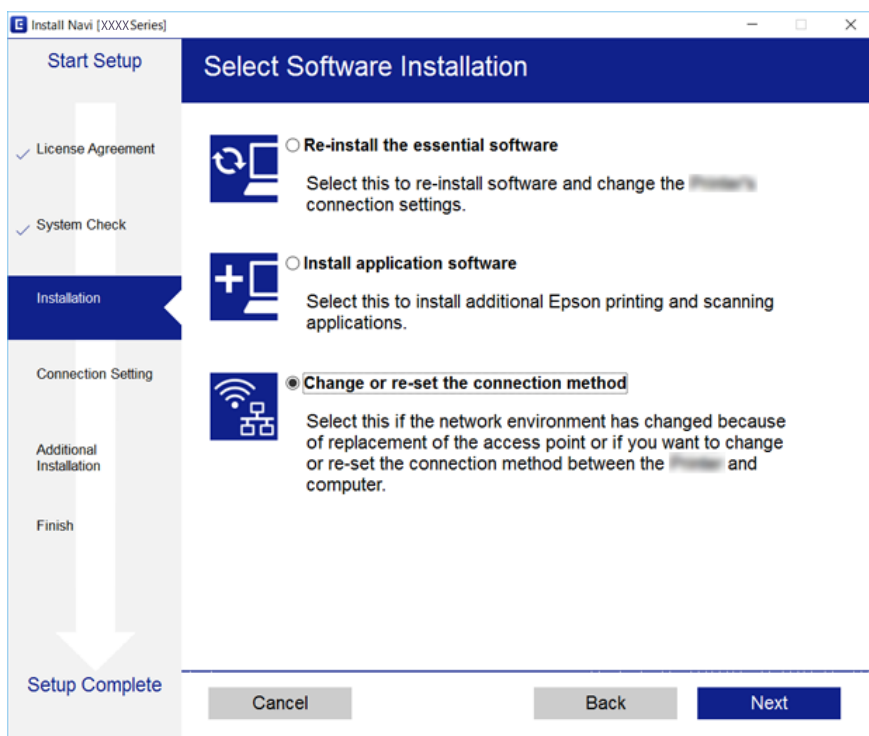 Install Navi [XXXX Series]
Start Setup
License Agreement
System Check
Installation
Connection Setting
Additional
Installation
Finish
Setup Complete
Select Software Installation
Re-install the essential software
Select this to re-install software and change the
connection settings.
Install application software
Select this to install additional Epson printing and scanning
applications.
Change or re-set the connection method
Select this if the network environment has changed because
of replacement of the access point or if you want to change
or re-set the connection method between the and
computer.
Cancel
Back
Next